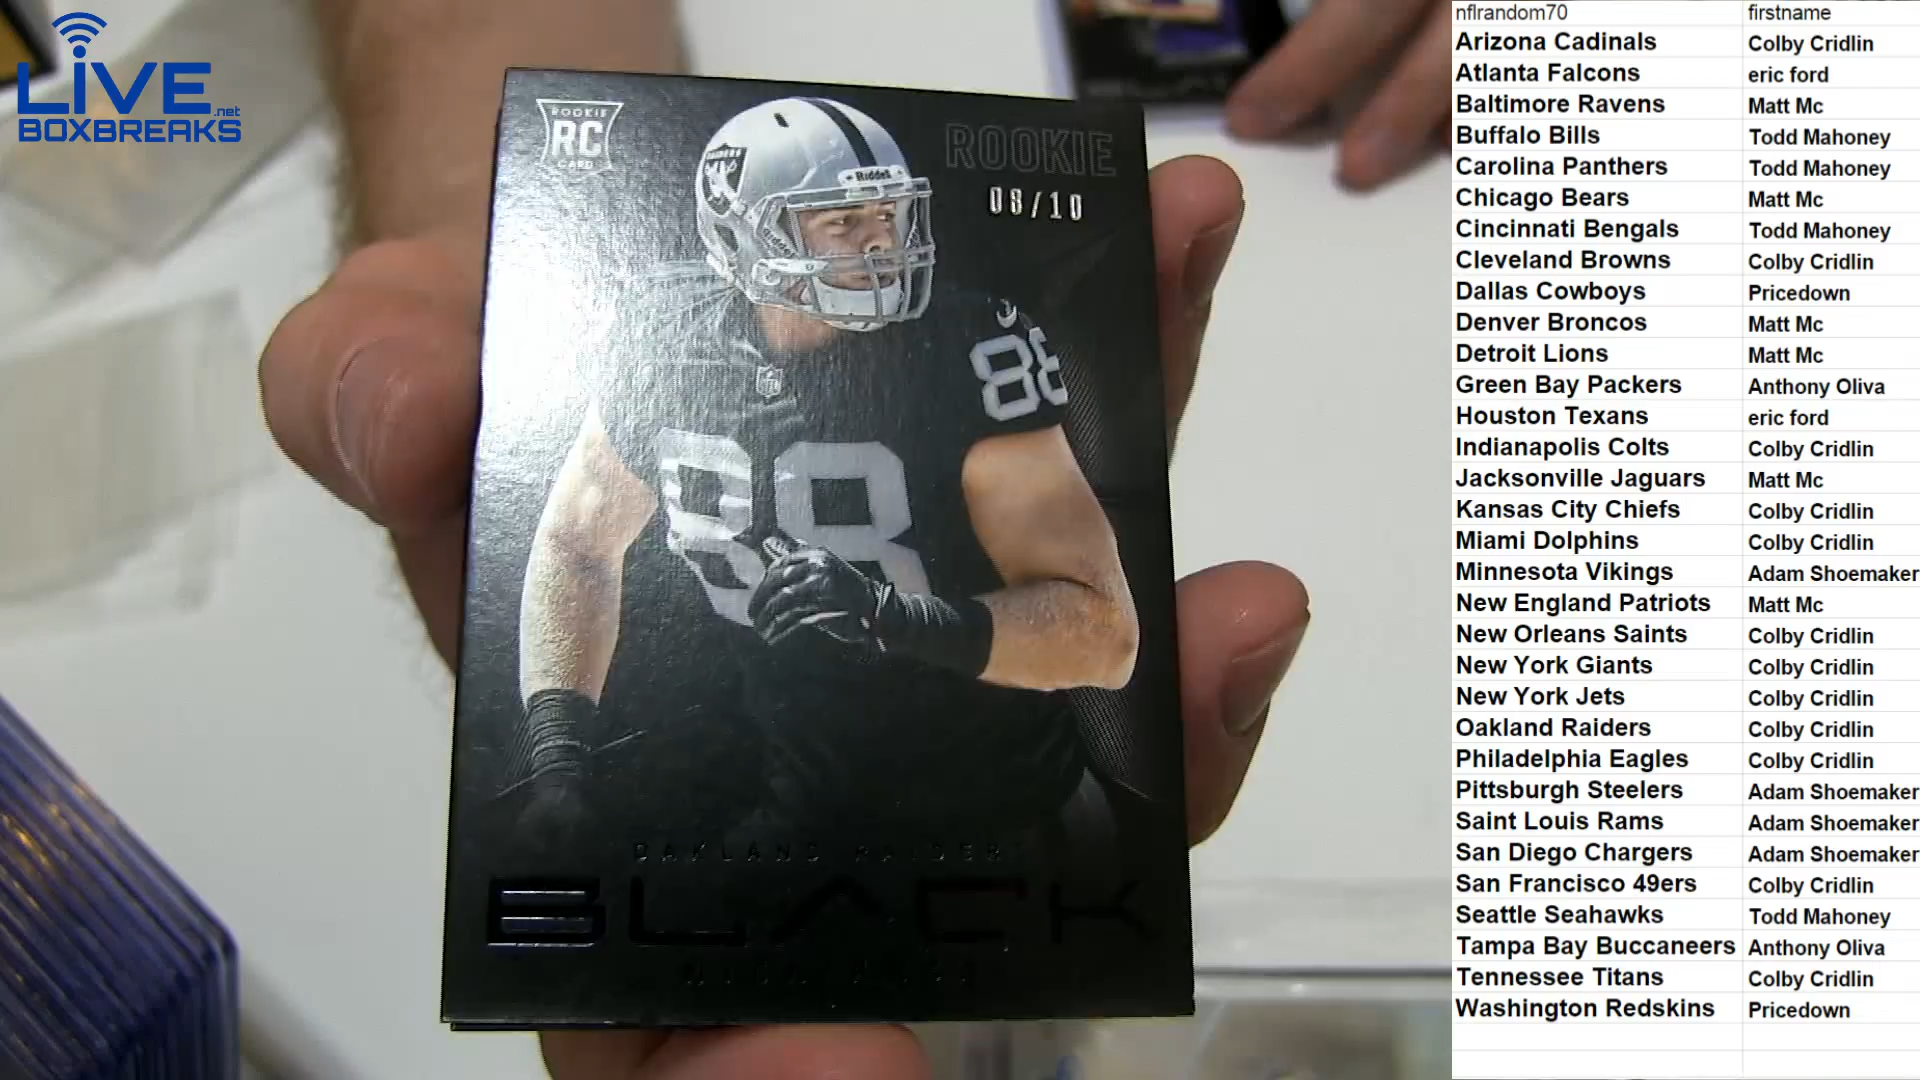 LiVE.net
BOXBREAKS
ROOKIE
RC
CARD
ROOKIE
08/10
RAIDERS
Riddell
88
88
OAKLAND RAIDERS
BLACK
nflrandom70 firstname
Arizona Cadinals Colby Cridlin
Atlanta Falcons eric ford
Baltimore Ravens Matt Mc
Buffalo Bills Todd Mahoney
Carolina Panthers Todd Mahoney
Chicago Bears Matt Mc
Cincinnati Bengals Todd Mahoney
Cleveland Browns Colby Cridlin
Dallas Cowboys Pricedown
Denver Broncos Matt Mc
Detroit Lions Matt Mc
Green Bay Packers Anthony Oliva
Houston Texans eric ford
Indianapolis Colts Colby Cridlin
Jacksonville Jaguars Matt Mc
Kansas City Chiefs Colby Cridlin
Miami Dolphins Colby Cridlin
Minnesota Vikings Adam Shoemaker
New England Patriots Matt Mc
New Orleans Saints Colby Cridlin
New York Giants Colby Cridlin
New York Jets Colby Cridlin
Oakland Raiders Colby Cridlin
Philadelphia Eagles Colby Cridlin
Pittsburgh Steelers Adam Shoemaker
Saint Louis Rams Adam Shoemaker
San Diego Chargers Adam Shoemaker
San Francisco 49ers Colby Cridlin
Seattle Seahawks Todd Mahoney
Tampa Bay Buccaneers Anthony Oliva
Tennessee Titans Colby Cridlin
Washington Redskins Pricedown